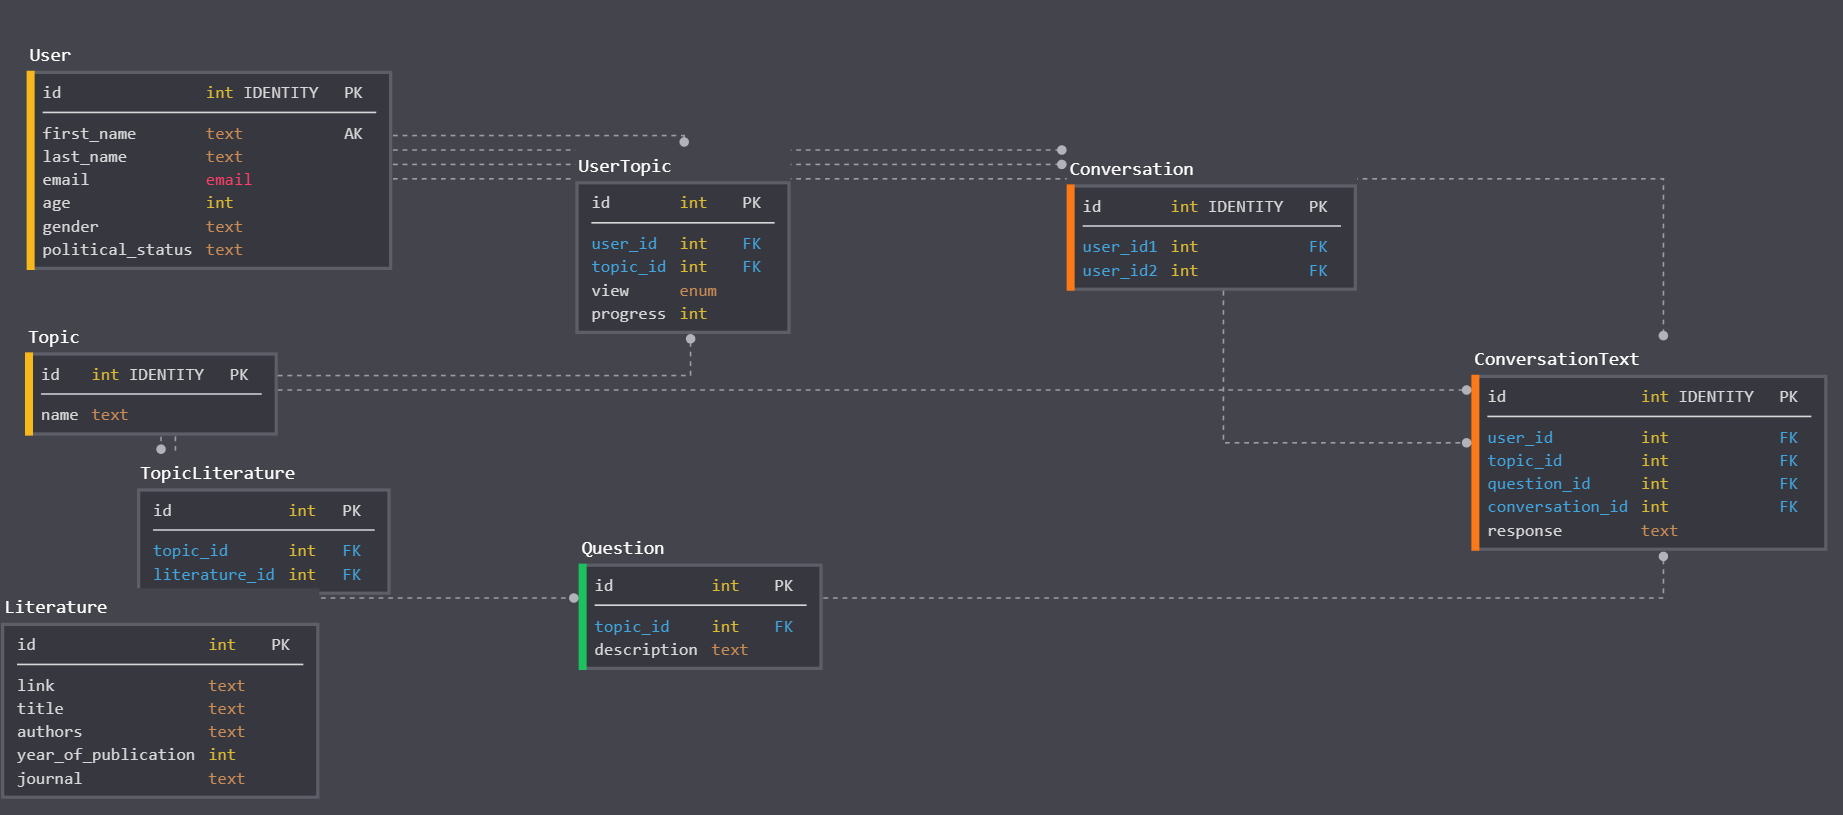 User
id int IDENTITY PK
first_name text AK
last_name text
email email
age int
gender text
political_status text
UserTopic
id int PK
user_id int FK
topic_id int FK
view enum
progress int
Conversation
id int IDENTITY PK
user_id1 int FK
user_id2 int FK
Topic
id int IDENTITY PK
name text
ConversationText
id int IDENTITY PK
user_id int FK
topic_id int FK
question_id int FK
conversation_id int FK
response text
TopicLiterature
id int PK
topic_id int FK
literature_id int FK
Question
id int PK
topic_id int FK
description text
Literature
id int PK
link text
title text
authors text
year_of_publication int
journal text